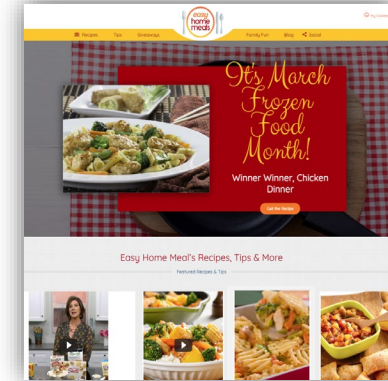 easy
home
meals
Recipes Tips Giveaways Family Fun Blog Social
It's March
Frozen
Food
Month!
Winner Winner, Chicken
Dinner
Get the Recipe
Easy Home Meal's Recipes, Tips & More
Featured Recipes & Tips